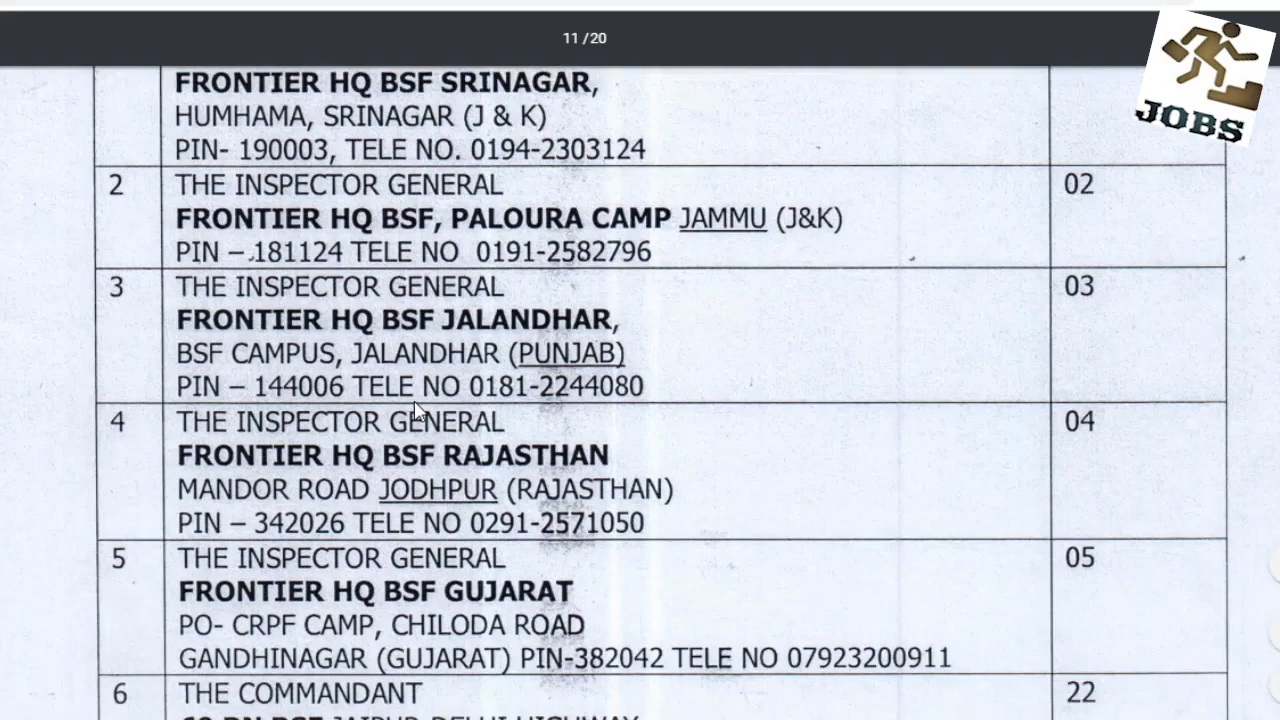 11 / 20
JOBS
FRONTIER HQ BSF SRINAGAR,
HUMHAMA, SRINAGAR (J & K)
PIN- 190003, TELE NO. 0194-2303124
2
THE INSPECTOR GENERAL
02
FRONTIER HQ BSF, PALOURA CAMP JAMMU (J&K)
PIN – 181124 TELE NO 0191-2582796
3
THE INSPECTOR GENERAL
03
FRONTIER HQ BSF JALANDHAR,
BSF CAMPUS, JALANDHAR (PUNJAB)
PIN – 144006 TELE NO 0181-2244080
4
THE INSPECTOR GENERAL
04
FRONTIER HQ BSF RAJASTHAN
MANDOR ROAD JODHPUR (RAJASTHAN)
PIN – 342026 TELE NO 0291-2571050
5
THE INSPECTOR GENERAL
05
FRONTIER HQ BSF GUJARAT
PO- CRPF CAMP, CHILODA ROAD
GANDHINAGAR (GUJARAT) PIN-382042 TELE NO 07923200911
6
THE COMMANDANT
22
BN BSF JAIPUR DELHI HIGHWAY